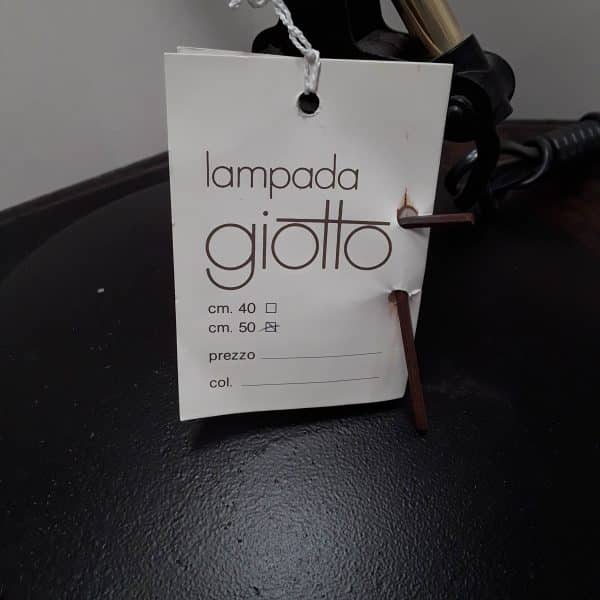 lampada
giotto
cm. 40 ☐
cm. 50 ☒
prezzo
col.